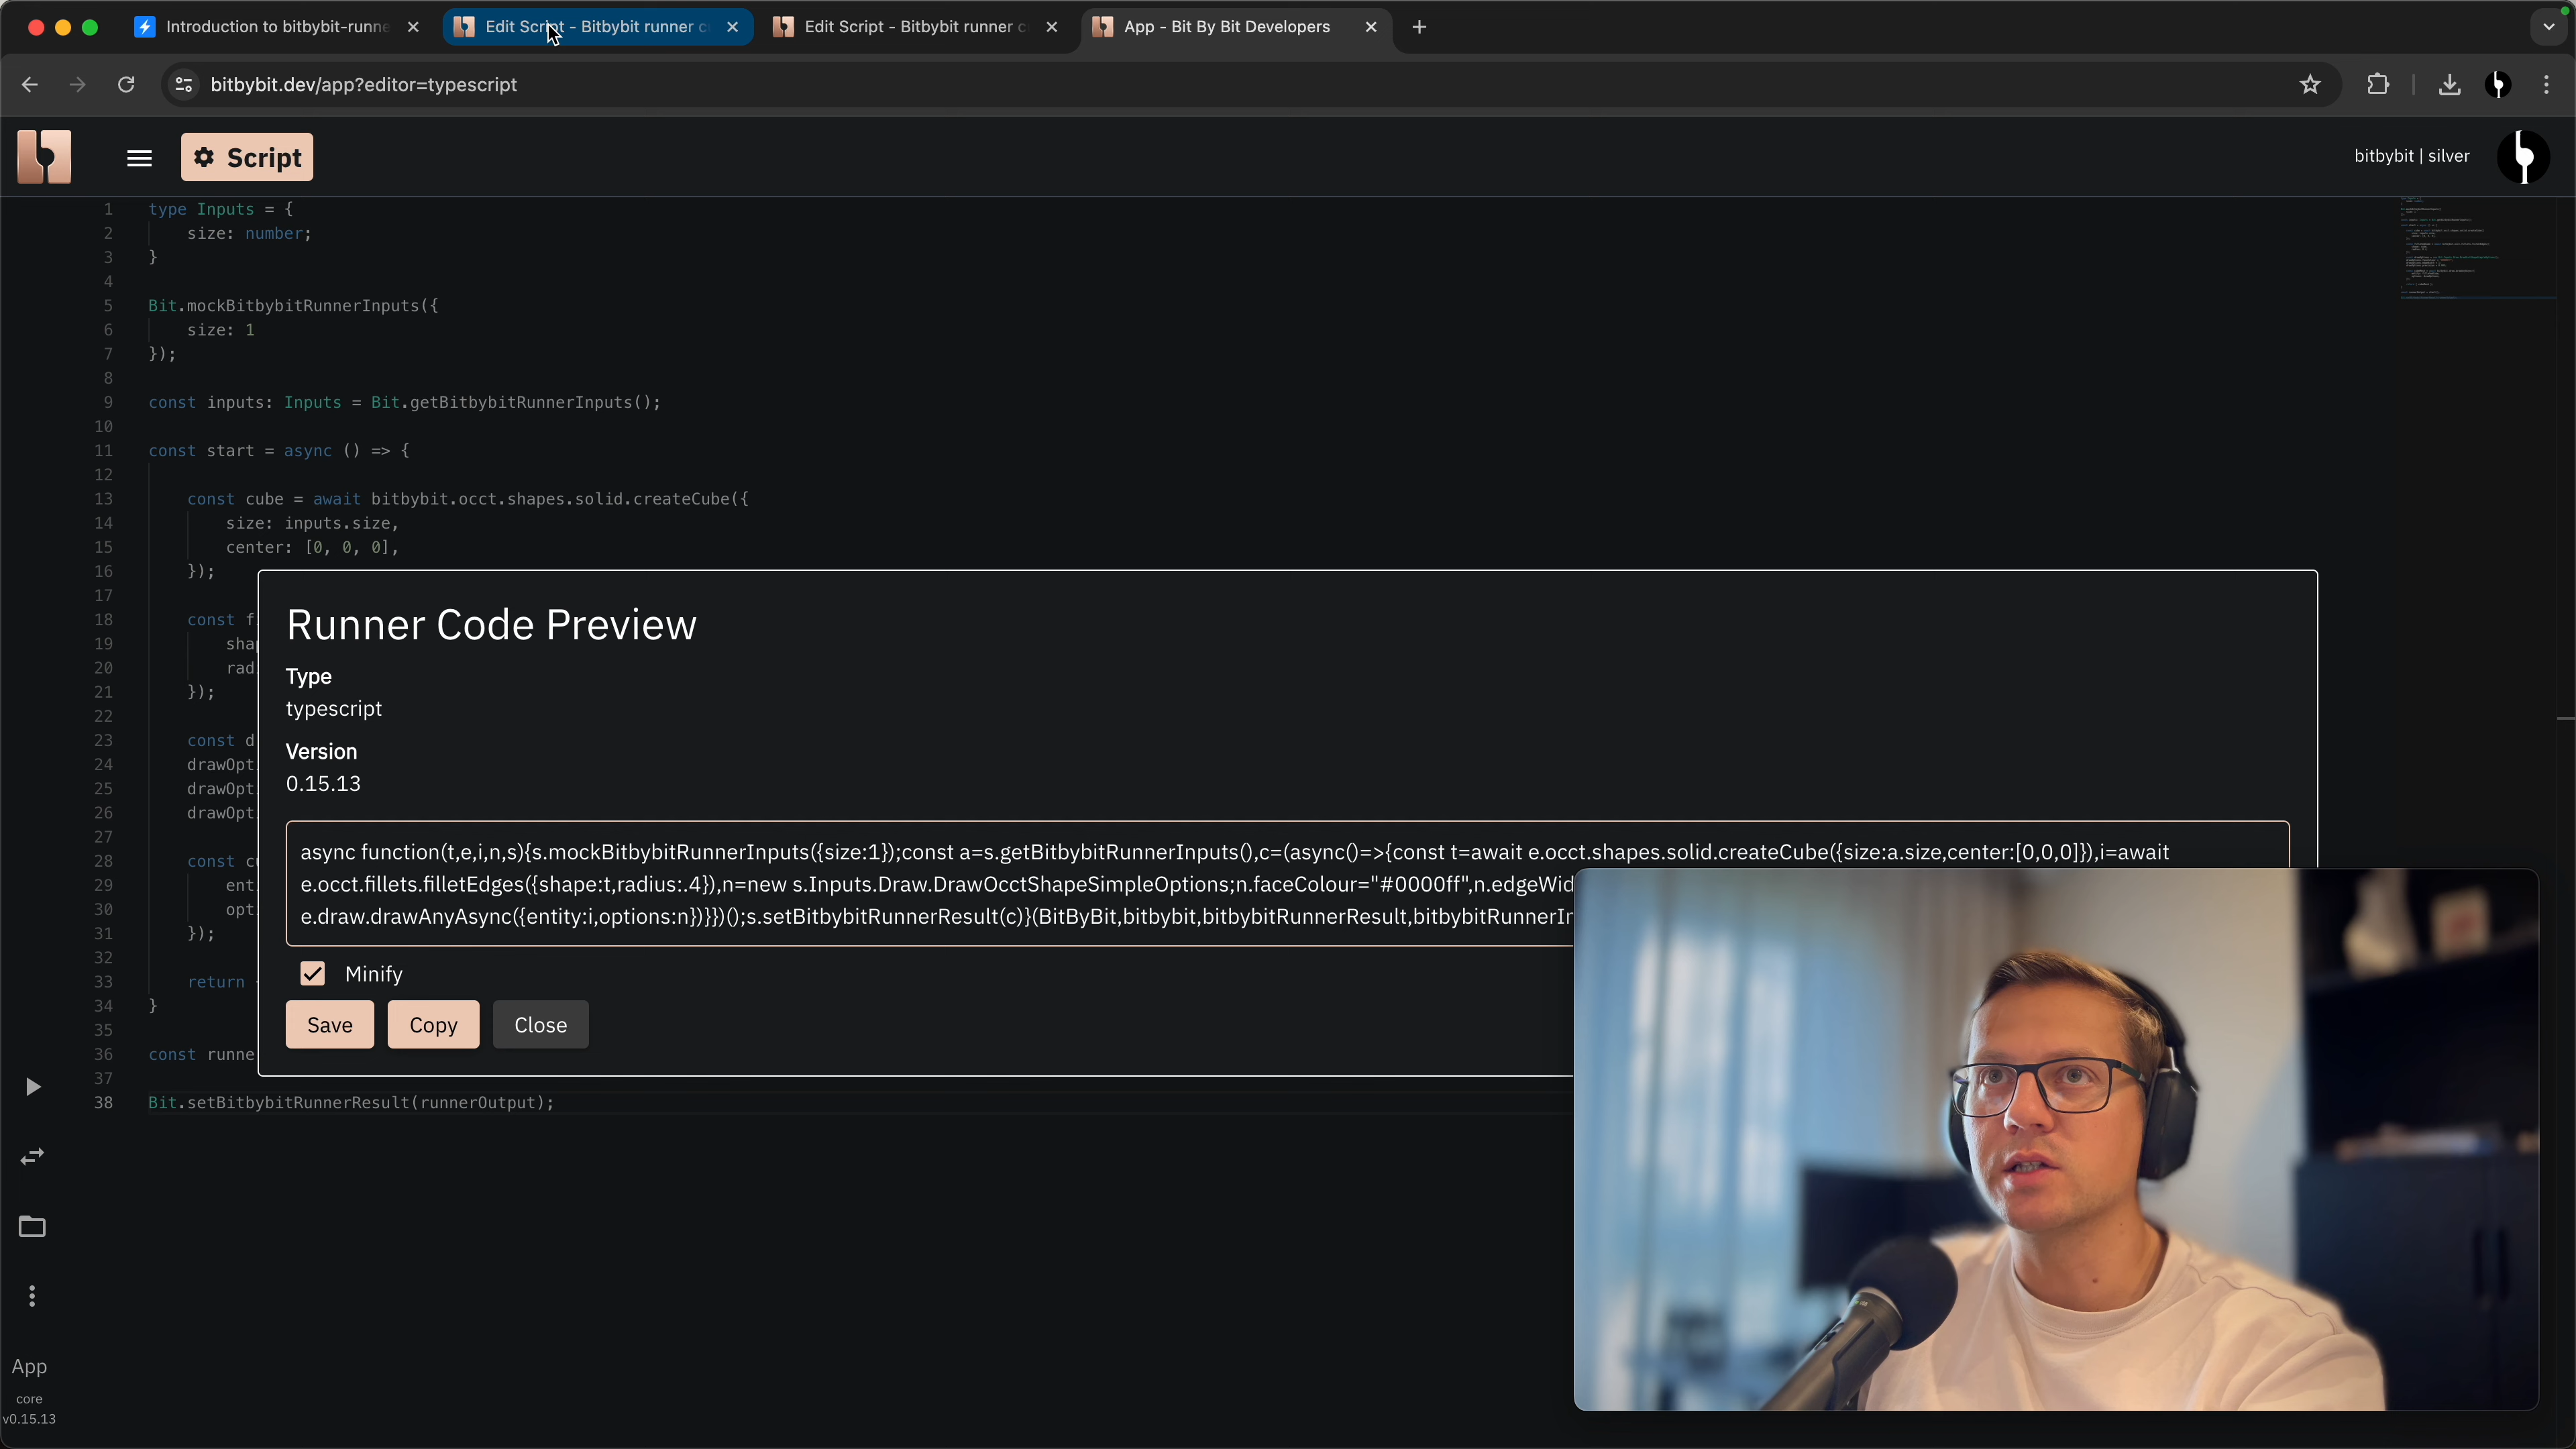 Introduction to bitbybit-runne
Edit Script - Bitbybit runner c
Edit Script - Bitbybit runner c
App - Bit By Bit Developers
bitbybit.dev/app?editor=typescript
Script
bitbybit | silver
1 type Inputs = {
2 size: number;
3 }
4
5 Bit.mockBitbybitRunnerInputs({
6 size: 1
7 });
8
9 const inputs: Inputs = Bit.getBitbybitRunnerInputs();
10
11 const start = async () => {
12
13 const cube = await bitbybit.occt.shapes.solid.createCube({
14 size: inputs.size,
15 center: [0, 0, 0],
16 });
17
18 const f
19 shap
20 rad
21 });
22
23 const d
24 drawOpt
25 drawOpt
26 drawOpt
27
28 const cu
29 ent
30 opt
31 });
32
33 return
34 }
35
36 const runne
37
38 Bit.setBitbybitRunnerResult(runnerOutput);
Runner Code Preview
Type
typescript
Version
0.15.13
async function(t,e,i,n,s){s.mockBitbybitRunnerInputs({size:1});const a=s.getBitbybitRunnerInputs(),c=(async()=>{const t=await e.occt.shapes.solid.createCube({size:a.size,center:[0,0,0]}),i=await
e.occt.fillets.filletEdges({shape:t,radius:.4}),n=new s.Inputs.Draw.DrawOcctShapeSimpleOptions;n.faceColour="#0000ff",n.edgeWid
e.draw.drawAnyAsync({entity:i,options:n})}})();s.setBitbybitRunnerResult(c)}(BitByBit,bitbybit,bitbybitRunnerResult,bitbybitRunnerIn
Minify
Save Copy Close
App
core
v0.15.13